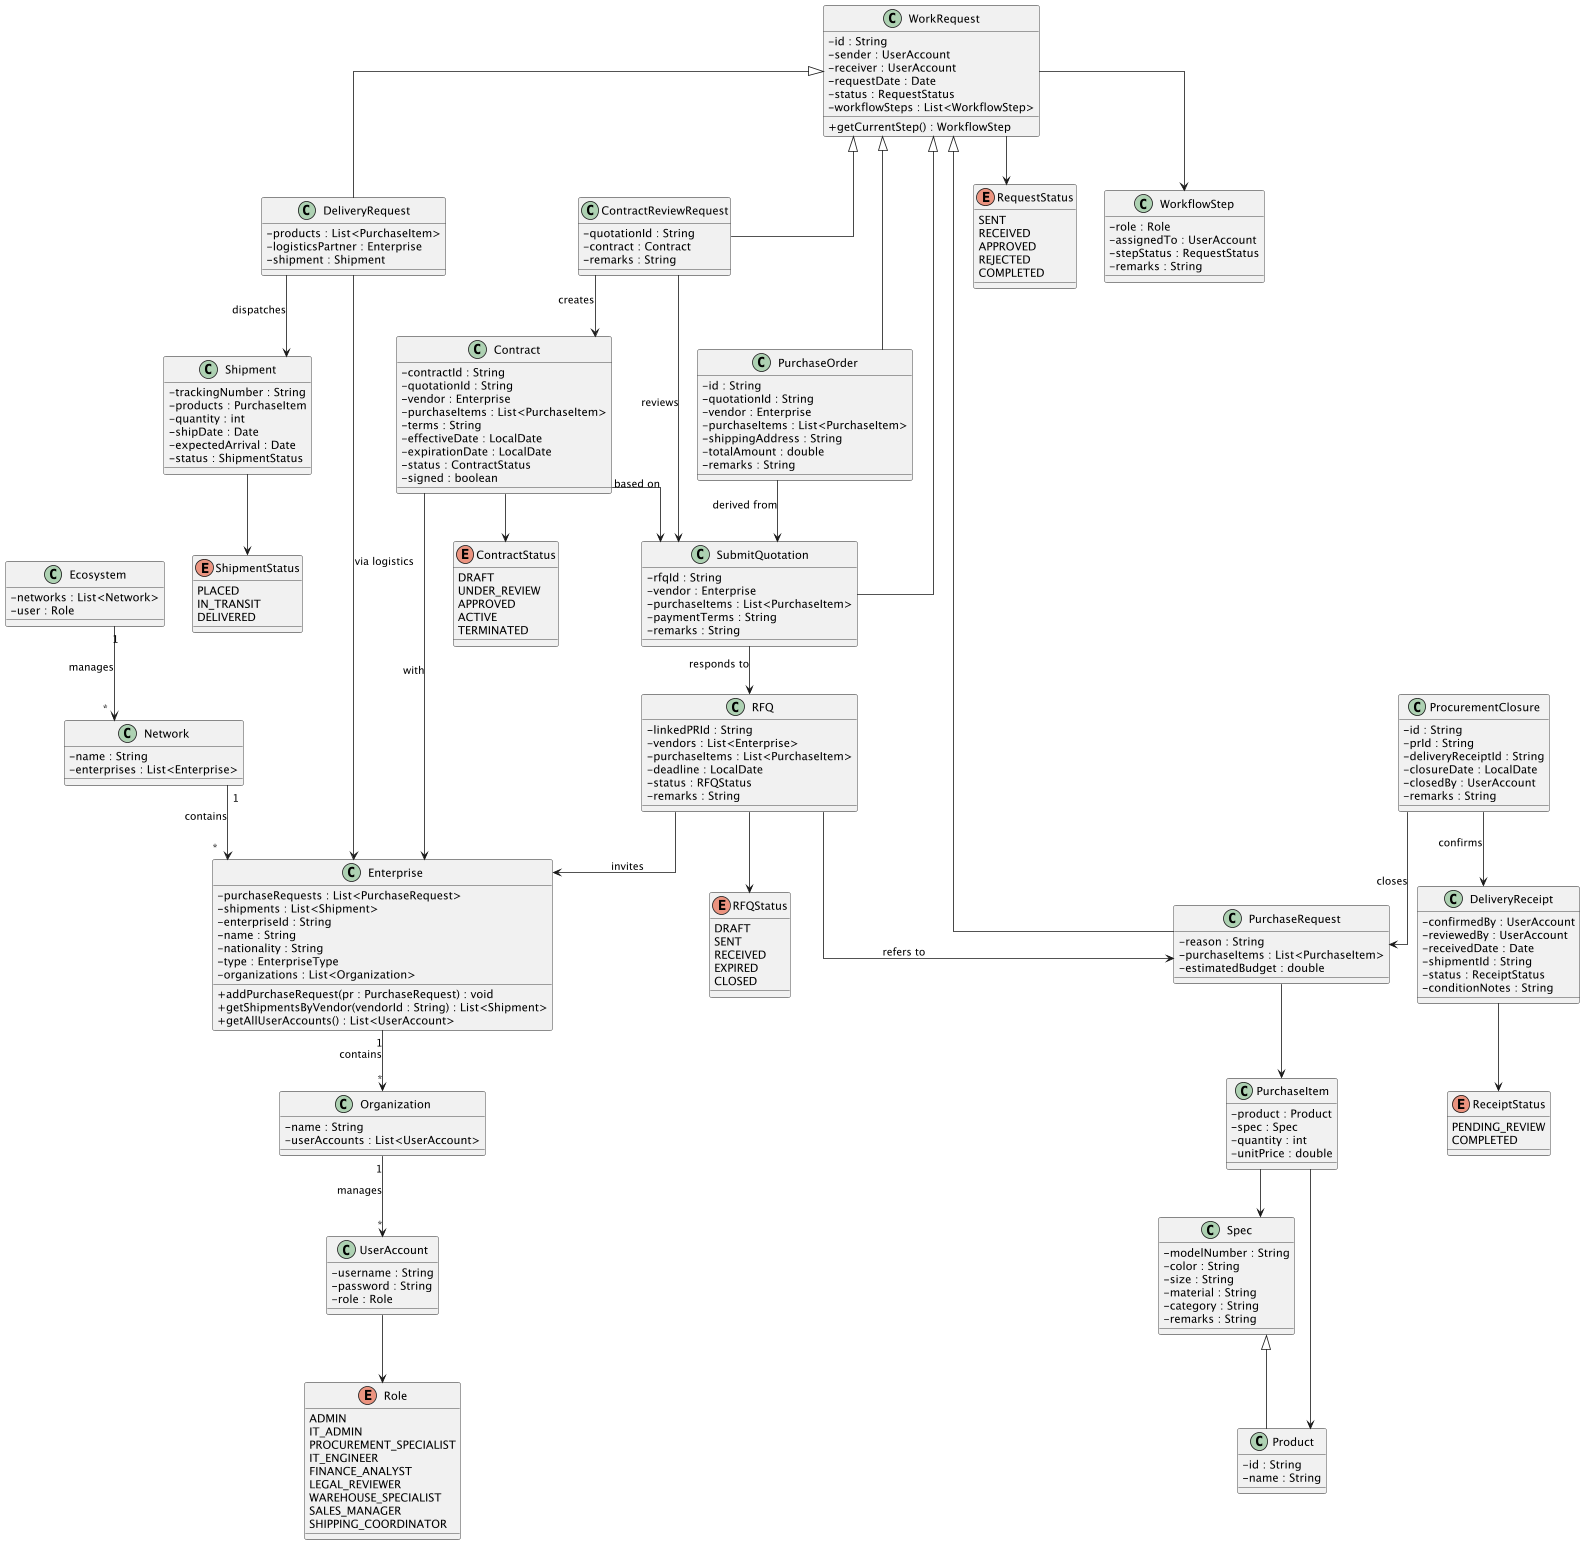 C WorkRequest
-id : String
-sender : UserAccount
-receiver : UserAccount
-requestDate : Date
-status : RequestStatus
-workflowSteps : List<WorkflowStep>
+getCurrentStep() : WorkflowStep
C DeliveryRequest
-products : List<PurchaseItem>
-logisticsPartner : Enterprise
-shipment : Shipment
C ContractReviewRequest
-quotationId : String
-contract : Contract
-remarks : String
E RequestStatus
SENT
RECEIVED
APPROVED
REJECTED
COMPLETED
C WorkflowStep
-role : Role
-assignedTo : UserAccount
-stepStatus : RequestStatus
-remarks : String
dispatches
creates
reviews
C Shipment
-trackingNumber : String
-products : PurchaseItem
-quantity : int
-shipDate : Date
-expectedArrival : Date
-status : ShipmentStatus
C Contract
-contractId : String
-quotationId : String
-vendor : Enterprise
-purchaseItems : List<PurchaseItem>
-terms : String
-effectiveDate : LocalDate
-expirationDate : LocalDate
-status : ContractStatus
-signed : boolean
C PurchaseOrder
-id : String
-quotationId : String
-vendor : Enterprise
-purchaseItems : List<PurchaseItem>
-shippingAddress : String
-totalAmount : double
-remarks : String
based on
derived from
via logistics
C Ecosystem
-networks : List<Network>
-user : Role
E ShipmentStatus
PLACED
IN_TRANSIT
DELIVERED
E ContractStatus
DRAFT
UNDER_REVIEW
APPROVED
ACTIVE
TERMINATED
C SubmitQuotation
-rfqId : String
-vendor : Enterprise
-purchaseItems : List<PurchaseItem>
-paymentTerms : String
-remarks : String
1
manages
*
with
responds to
C Network
-name : String
-enterprises : List<Enterprise>
C RFQ
-linkedPRId : String
-vendors : List<Enterprise>
-purchaseItems : List<PurchaseItem>
-deadline : LocalDate
-status : RFQStatus
-remarks : String
C ProcurementClosure
-id : String
-prId : String
-deliveryReceiptId : String
-closureDate : LocalDate
-closedBy : UserAccount
-remarks : String
1
contains
*
invites
refers to
closes
confirms
C Enterprise
-purchaseRequests : List<PurchaseRequest>
-shipments : List<Shipment>
-enterpriseId : String
-name : String
-nationality : String
-type : EnterpriseType
-organizations : List<Organization>
+addPurchaseRequest(pr : PurchaseRequest) : void
+getShipmentsByVendor(vendorId : String) : List<Shipment>
+getAllUserAccounts() : List<UserAccount>
E RFQStatus
DRAFT
SENT
RECEIVED
EXPIRED
CLOSED
C PurchaseRequest
-reason : String
-purchaseItems : List<PurchaseItem>
-estimatedBudget : double
C DeliveryReceipt
-confirmedBy : UserAccount
-reviewedBy : UserAccount
-receivedDate : Date
-shipmentId : String
-status : ReceiptStatus
-conditionNotes : String
1
contains
*
C Organization
-name : String
-userAccounts : List<UserAccount>
C PurchaseItem
-product : Product
-spec : Spec
-quantity : int
-unitPrice : double
E ReceiptStatus
PENDING_REVIEW
COMPLETED
1
manages
*
C UserAccount
-username : String
-password : String
-role : Role
C Spec
-modelNumber : String
-color : String
-size : String
-material : String
-category : String
-remarks : String
E Role
ADMIN
IT_ADMIN
PROCUREMENT_SPECIALIST
IT_ENGINEER
FINANCE_ANALYST
LEGAL_REVIEWER
WAREHOUSE_SPECIALIST
SALES_MANAGER
SHIPPING_COORDINATOR
C Product
-id : String
-name : String